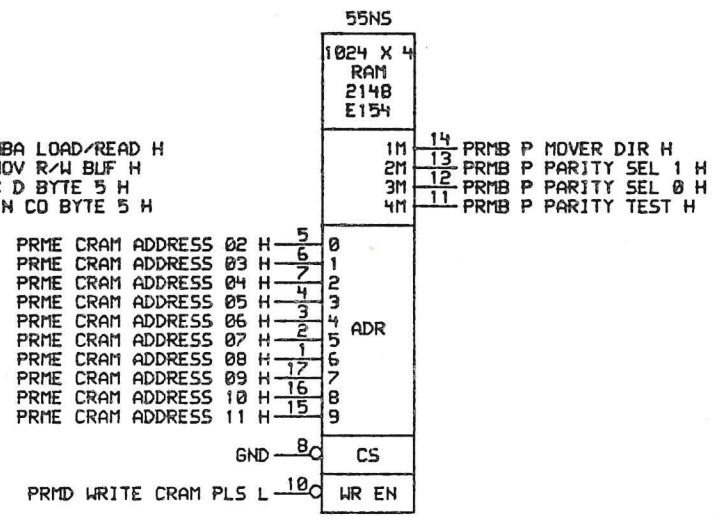 55NS
1024 X 4
RAM
2148
E154
BA LOAD/READ H
OV R/W BUF H
D BYTE 5 H
N CO BYTE 5 H
1M 14 PRMB P MOVER DIR H
2M 13 PRMB P PARITY SEL 1 H
3M 12 PRMB P PARITY SEL 0 H
4M 11 PRMB P PARITY TEST H
PRME CRAM ADDRESS 02 H 5 0
PRME CRAM ADDRESS 03 H 6 1
PRME CRAM ADDRESS 04 H 7 2
PRME CRAM ADDRESS 05 H 4 3
PRME CRAM ADDRESS 06 H 3 4
ADR
PRME CRAM ADDRESS 07 H 2 5
PRME CRAM ADDRESS 08 H 1 6
PRME CRAM ADDRESS 09 H 17 7
PRME CRAM ADDRESS 10 H 16 8
PRME CRAM ADDRESS 11 H 15 9
GND 8 CS
PRMD WRITE CRAM PLS L 10 WR EN